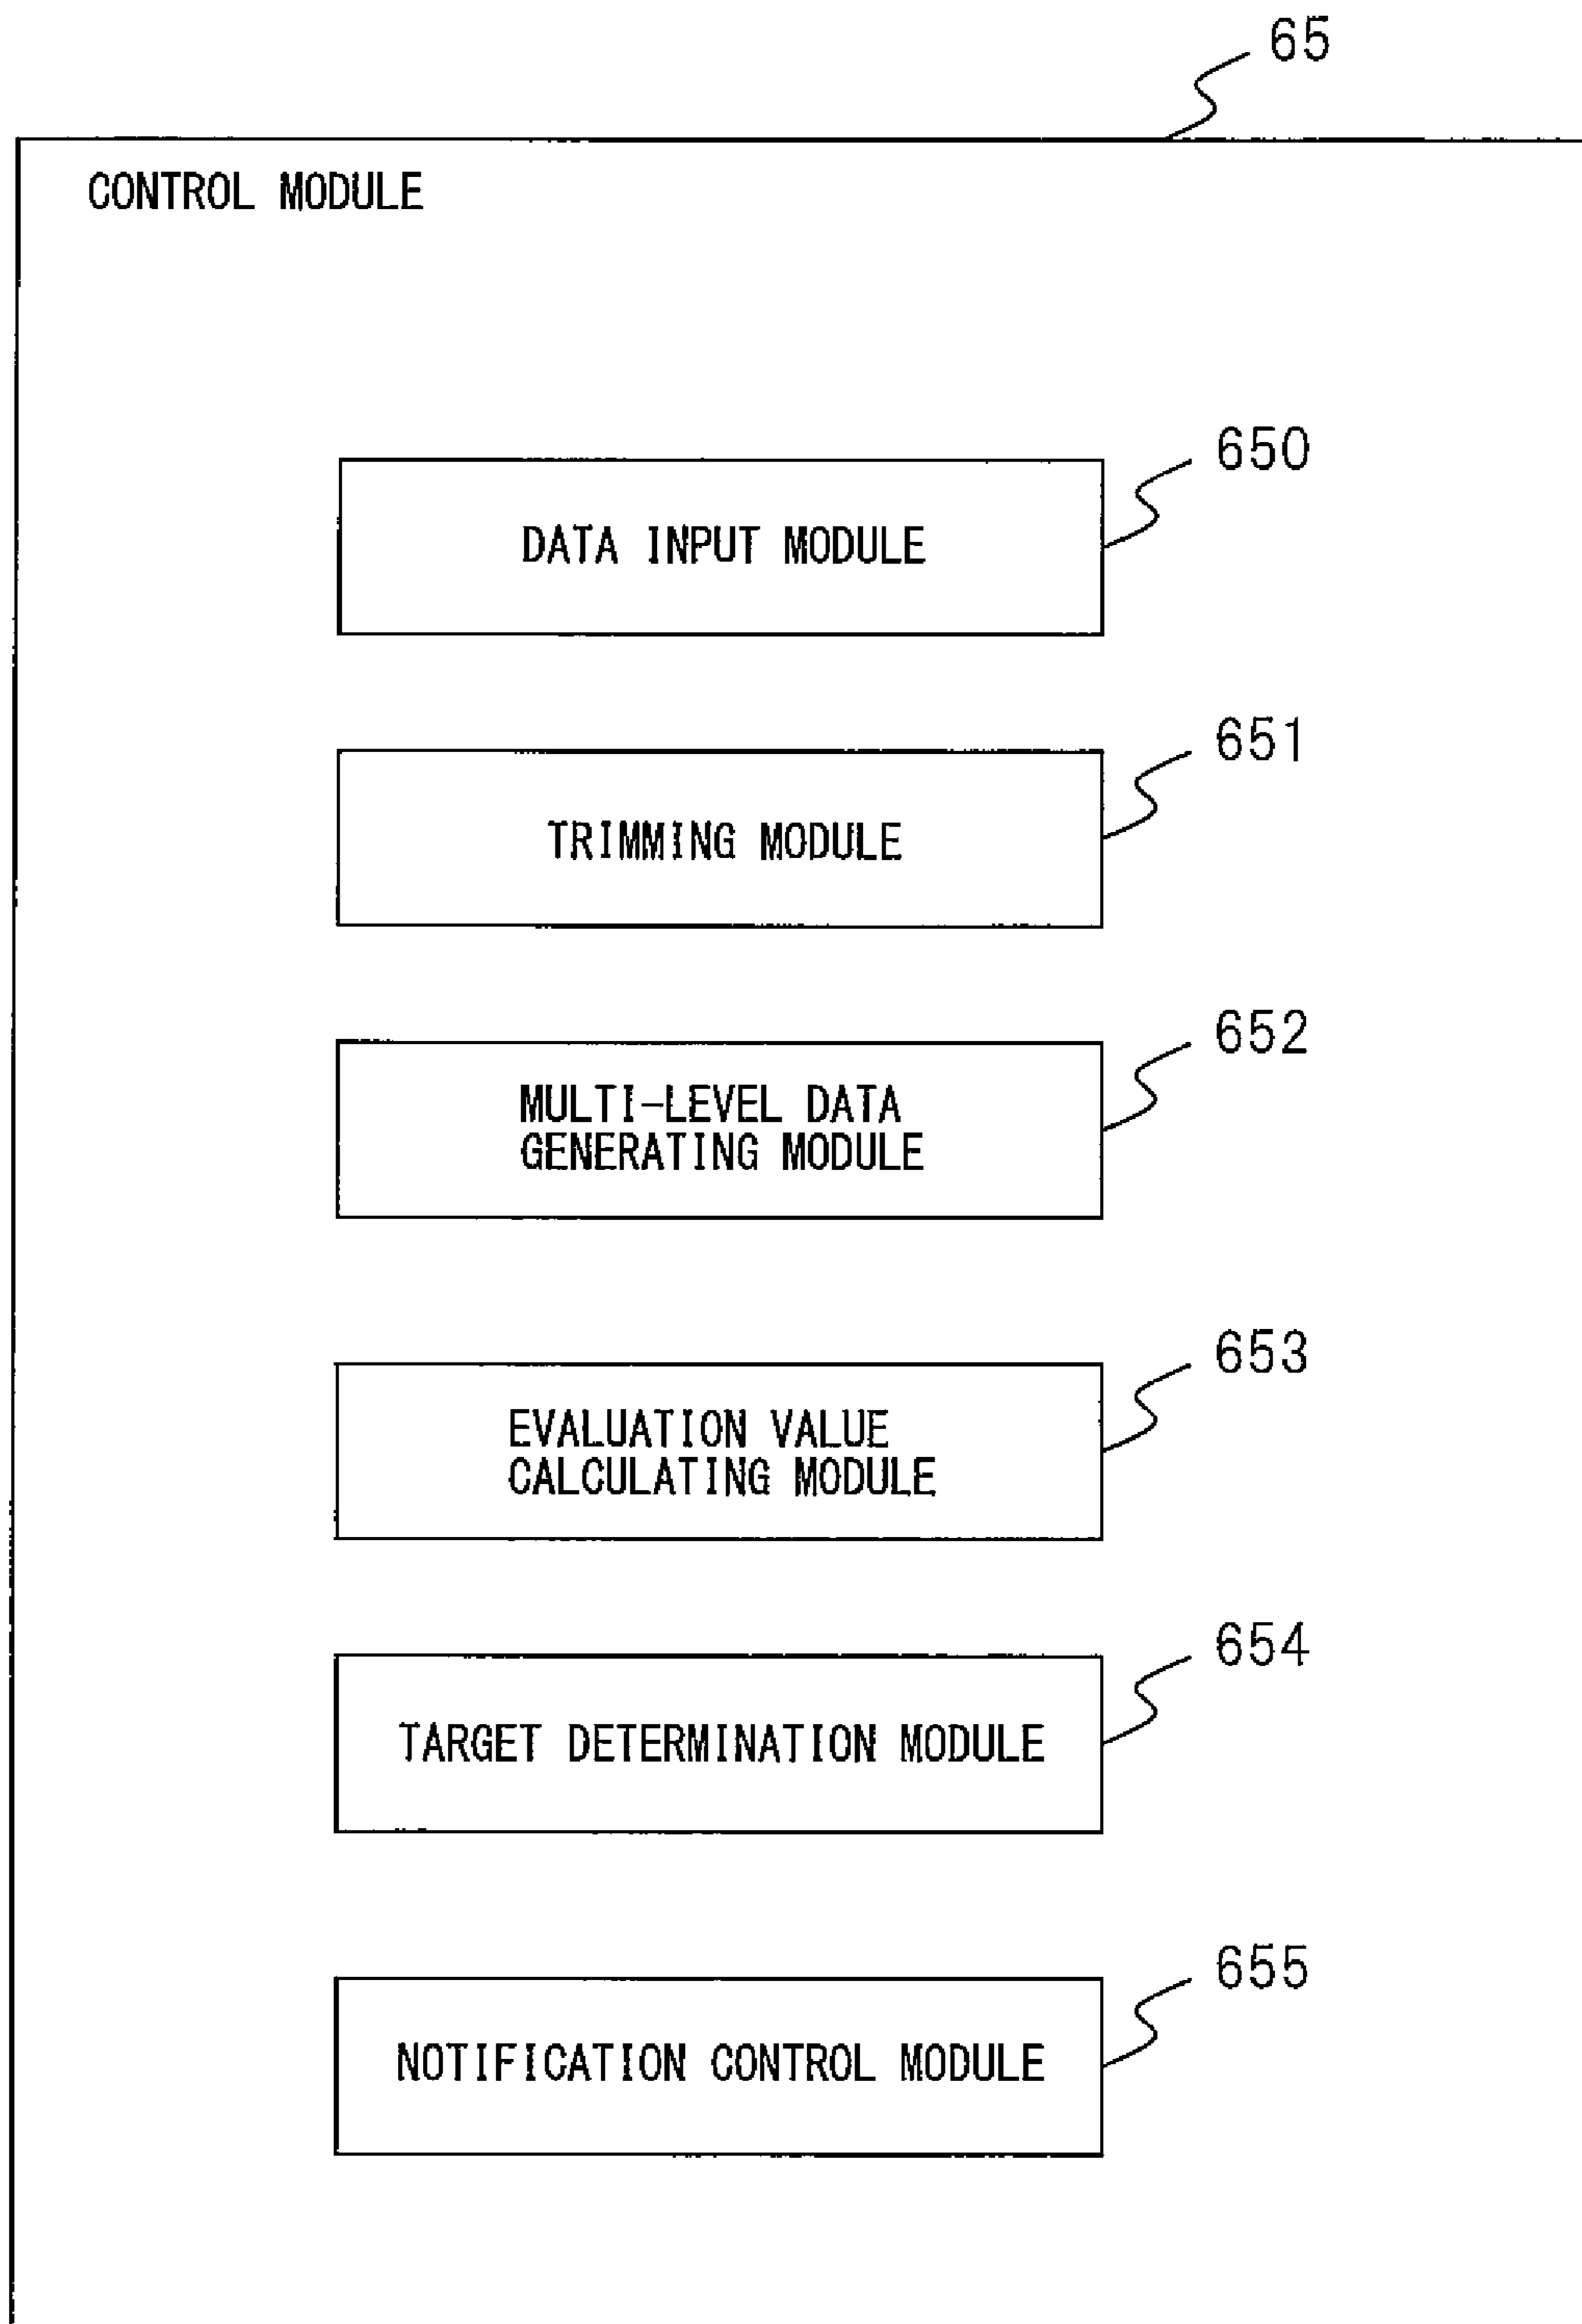 65
CONTROL MODULE
650
DATA INPUT MODULE
651
TRIMMING MODULE
652
MULTI-LEVEL DATA
GENERATING MODULE
653
EVALUATION VALUE
CALCULATING MODULE
654
TARGET DETERMINATION MODULE
655
NOTIFICATION CONTROL MODULE